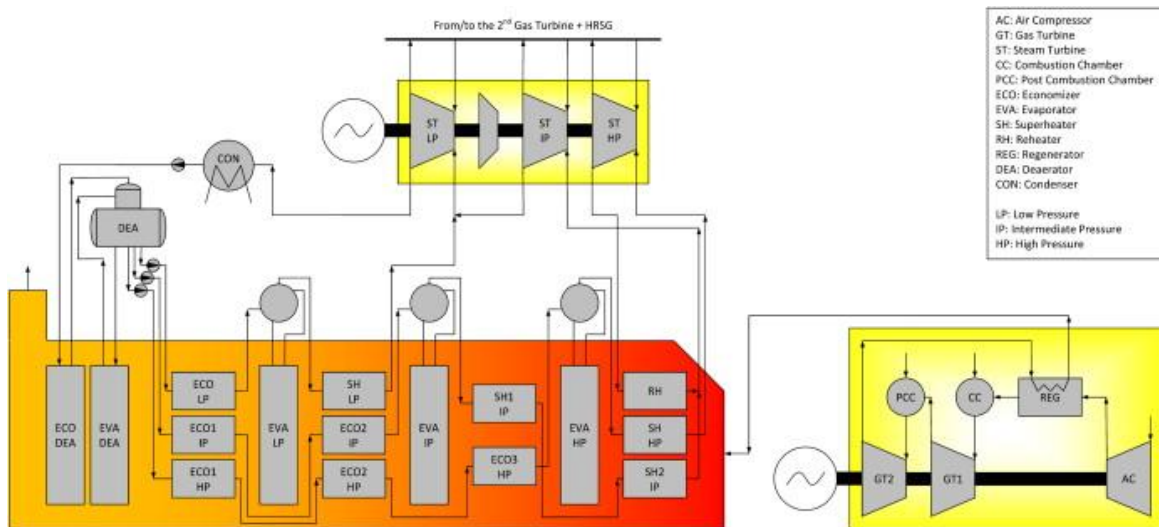 From/to the 2nd Gas Turbine + HRSG
AC: Air Compressor
GT: Gas Turbine
ST: Steam Turbine
CC: Combustion Chamber
PCC: Post Combustion Chamber
ECO: Economizer
EVA: Evaporator
SH: Superheater
RH: Reheater
REG: Regenerator
DEA: Deaerator
CON: Condenser
LP: Low Pressure
IP: Intermediate Pressure
HP: High Pressure
ST
LP
ST
IP
ST
HP
CON
DEA
ECO
DEA
EVA
DEA
ECO
LP
ECO1
IP
ECO1
HP
EVA
LP
SH
LP
ECO2
IP
ECO2
HP
EVA
IP
SH1
IP
ECO3
HP
EVA
HP
RH
SH
HP
SH2
IP
PCC
CC
REG
GT2
GT1
AC